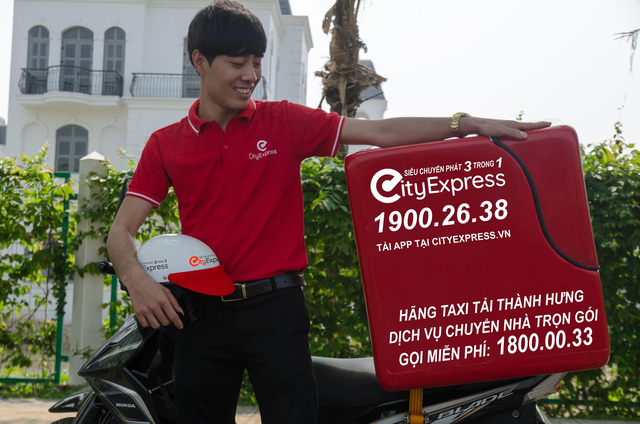 CityExpress
SIÊU CHUYỂN PHÁT 3 TRONG 1
CityExpress
1900.26.38
TẢI APP TẠI CITYEXPRESS.VN
HÃNG TAXI TẢI THÀNH HƯNG
DỊCH VỤ CHUYỂN NHÀ TRỌN GÓI
GỌI MIỄN PHÍ: 1800.00.33
Express
CityExpress
HONDA
BLADE